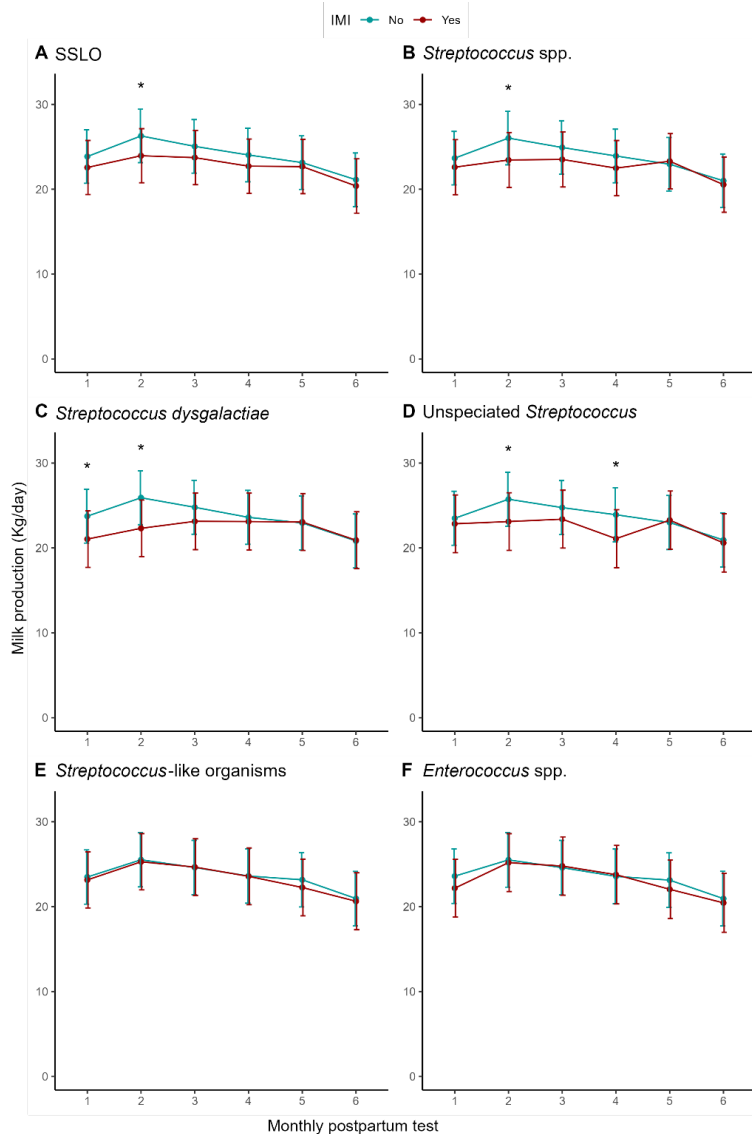 IMI No Yes
A SSLO
B Streptococcus spp.
*
*
30
20
10
0
1 2 3 4 5 6
30
20
10
0
1 2 3 4 5 6
C Streptococcus dysgalactiae
D Unspeciated Streptococcus
* *
* *
30
20
10
0
1 2 3 4 5 6
30
20
10
0
1 2 3 4 5 6
Milk production (Kg/day)
E Streptococcus-like organisms
F Enterococcus spp.
30
20
10
0
1 2 3 4 5 6
30
20
10
0
1 2 3 4 5 6
Monthly postpartum test